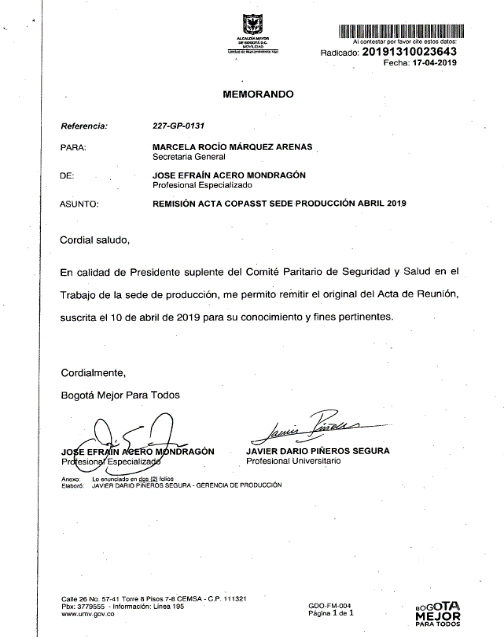 ALCALDÍA MAYOR
DE BOGOTÁ D.C.
MOVILIDAD
Al contestar por favor cite estos datos:
Radicado: 20191310023643
Fecha: 17-04-2019
MEMORANDO
Referencia: 227-GP-0131
PARA: MARCELA ROCÍO MÁRQUEZ ARENAS
Secretaria General
DE: JOSE EFRAÍN ACERO MONDRAGÓN
Profesional Especializado
ASUNTO: REMISIÓN ACTA COPASST SEDE PRODUCCIÓN ABRIL 2019
Cordial saludo,
En calidad de Presidente suplente del Comité Paritario de Seguridad y Salud en el
Trabajo de la sede de producción, me permito remitir el original del Acta de Reunión,
suscrita el 10 de abril de 2019 para su conocimiento y fines pertinentes.
Cordialmente,
Bogotá Mejor Para Todos
JOSE EFRAÍN ACERO MONDRAGÓN
Profesional Especializado
JAVIER DARIO PIÑEROS SEGURA
Profesional Universitario
Anexo: Lo enunciado en dos (2) folios
Elaboró: JAVIER DARIO PIÑEROS SEGURA - GERENCIA DE PRODUCCIÓN
Calle 26 No. 57-41 Torre 8 Pisos 7-8 CEMSA - C.P. 111321
Pbx: 3779555 - Información: Línea 195
www.umv.gov.co
GDO-FM-004
Página 1 de 1
BOGOTÁ
MEJOR
PARA TODOS